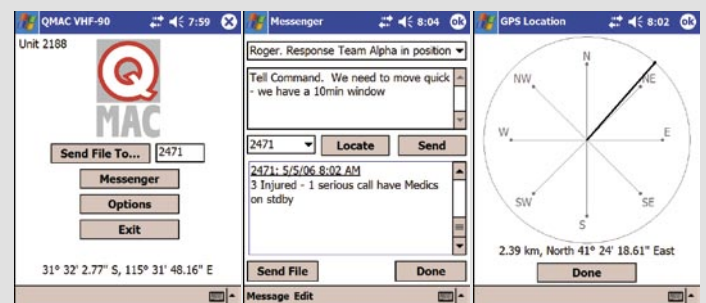 QMAC VHF-90 7:59
Unit 2188
Q
MAC
Send File To... 2471
Messenger
Options
Exit
31° 32' 2.77" S, 115° 31' 48.16" E
Messenger 8:04 ok
Roger. Response Team Alpha in position
Tell Command. We need to move quick
- we have a 10min window
2471 Locate Send
2471: 5/5/06 8:02 AM
3 Injured - 1 serious call have Medics
on stdby
Send File Done
Message Edit
GPS Location 8:02 ok
N
NW NE
W E
SW SE
S
2.39 km, North 41° 24' 18.61" East
Done